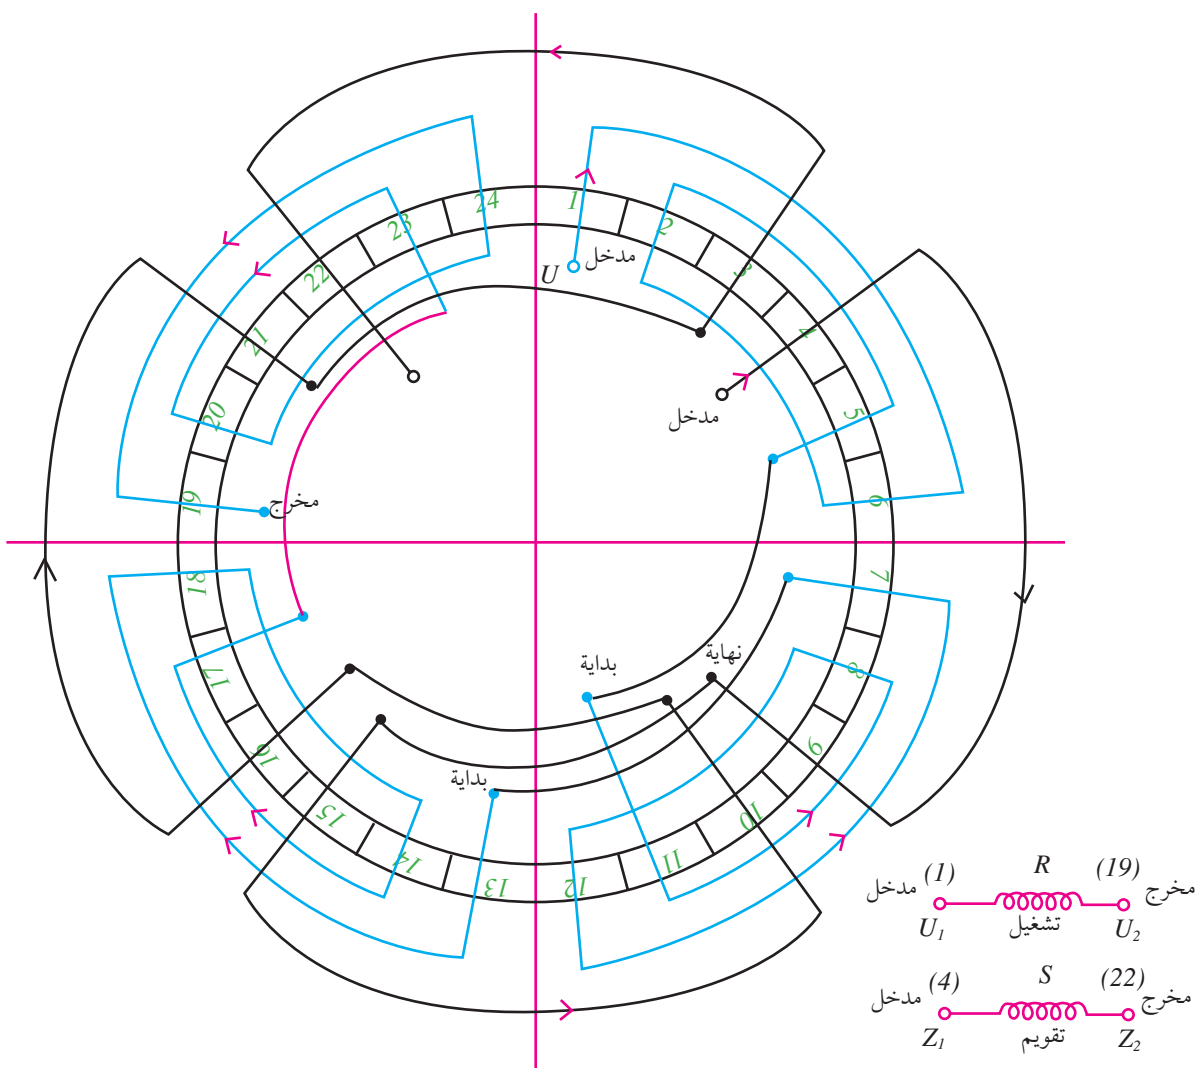 1
2
3
4
5
6
7
8
9
10
11
12
13
14
15
16
17
18
19
20
21
22
23
24
U مدخل
مدخل
مخرج
بداية
نهاية
بداية
مدخل (1) R (19) مخرج
U₁ تشغيل U₂
مدخل (4) S (22) مخرج
Z₁ تقويم Z₂